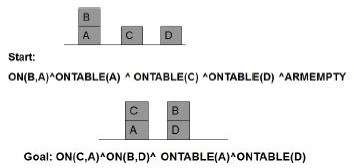 B
A C D
Start:
ON(B,A)^ONTABLE(A) ^ ONTABLE(C) ^ONTABLE(D) ^ARMEMPTY
C B
A D
Goal: ON(C,A)^ON(B,D)^ ONTABLE(A)^ONTABLE(D)